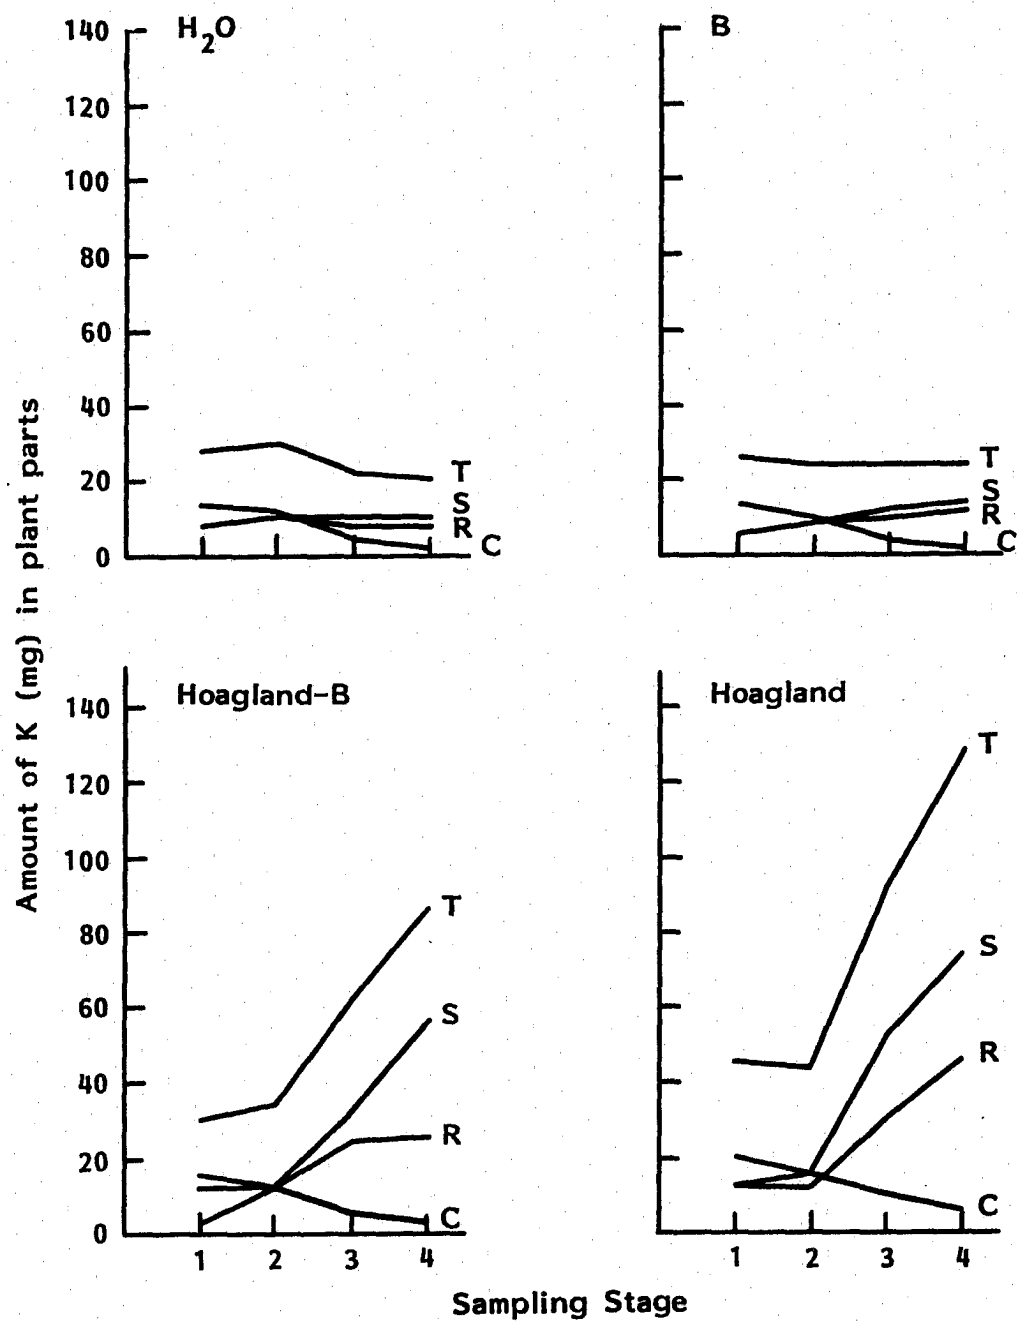 Amount of K (mg) in plant parts
H₂O
140
120
100
80
60
40
20
0
T
S
R
C
B
T
S
R
C
Hoagland-B
140
120
100
80
60
40
20
0
T
S
R
C
1 2 3 4
Hoagland
T
S
R
C
1 2 3 4
Sampling Stage